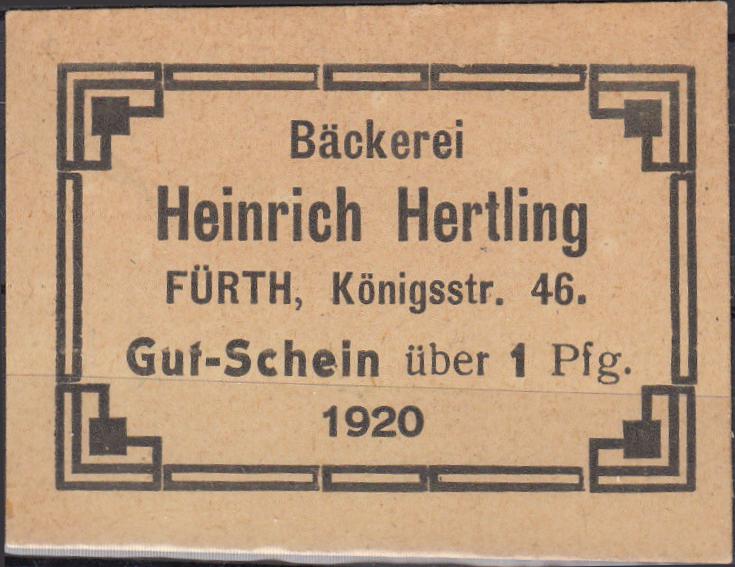 Bäckerei
Heinrich Hertling
FÜRTH, Königsstr. 46.
Gut-Schein über 1 Pfg.
1920